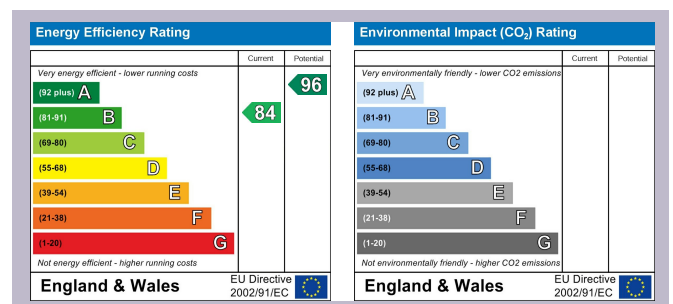 Energy Efficiency Rating
Current Potential
Very energy efficient - lower running costs
(92 plus) A
(81-91) B
(69-80) C
(55-68) D
(39-54) E
(21-38) F
(1-20) G
84
96
Not energy efficient - higher running costs
England & Wales
EU Directive
2002/91/EC
Environmental Impact (CO₂) Rating
Current Potential
Very environmentally friendly - lower CO2 emissions
(92 plus) A
(81-91) B
(69-80) C
(55-68) D
(39-54) E
(21-38) F
(1-20) G
Not environmentally friendly - higher CO2 emissions
England & Wales
EU Directive
2002/91/EC